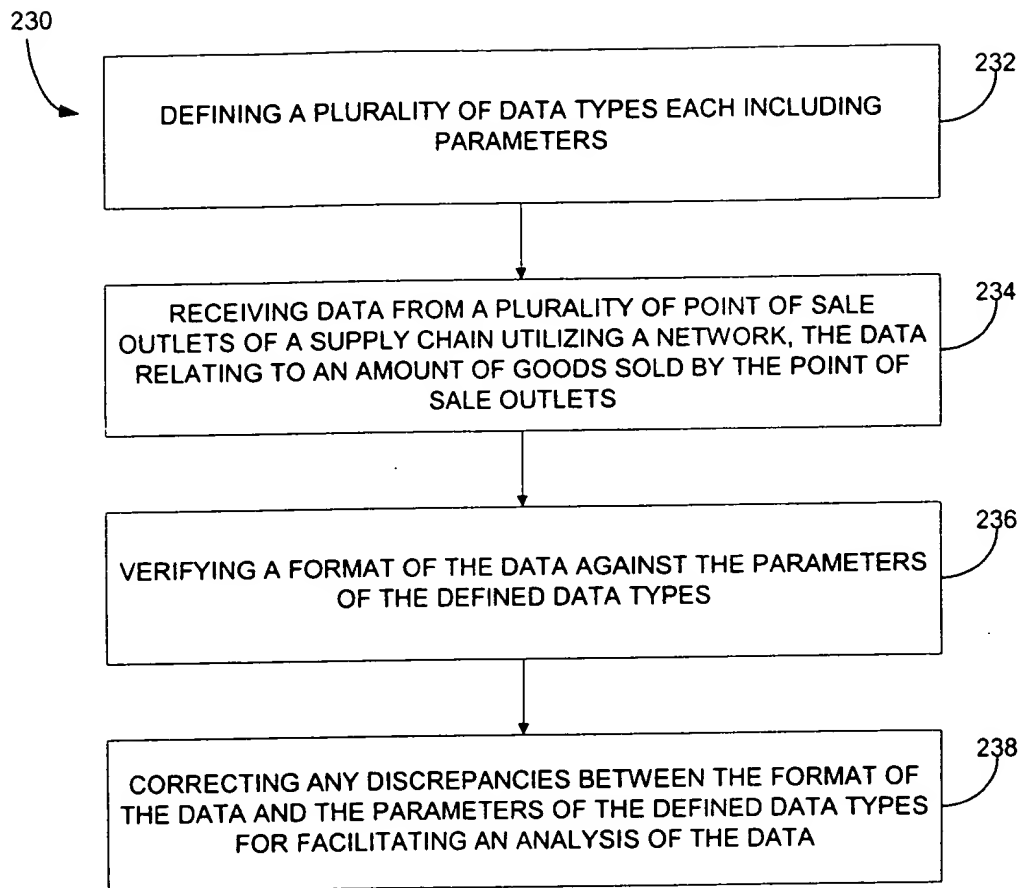 230
232
DEFINING A PLURALITY OF DATA TYPES EACH INCLUDING
PARAMETERS
234
RECEIVING DATA FROM A PLURALITY OF POINT OF SALE
OUTLETS OF A SUPPLY CHAIN UTILIZING A NETWORK, THE DATA
RELATING TO AN AMOUNT OF GOODS SOLD BY THE POINT OF
SALE OUTLETS
236
VERIFYING A FORMAT OF THE DATA AGAINST THE PARAMETERS
OF THE DEFINED DATA TYPES
238
CORRECTING ANY DISCREPANCIES BETWEEN THE FORMAT OF
THE DATA AND THE PARAMETERS OF THE DEFINED DATA TYPES
FOR FACILITATING AN ANALYSIS OF THE DATA